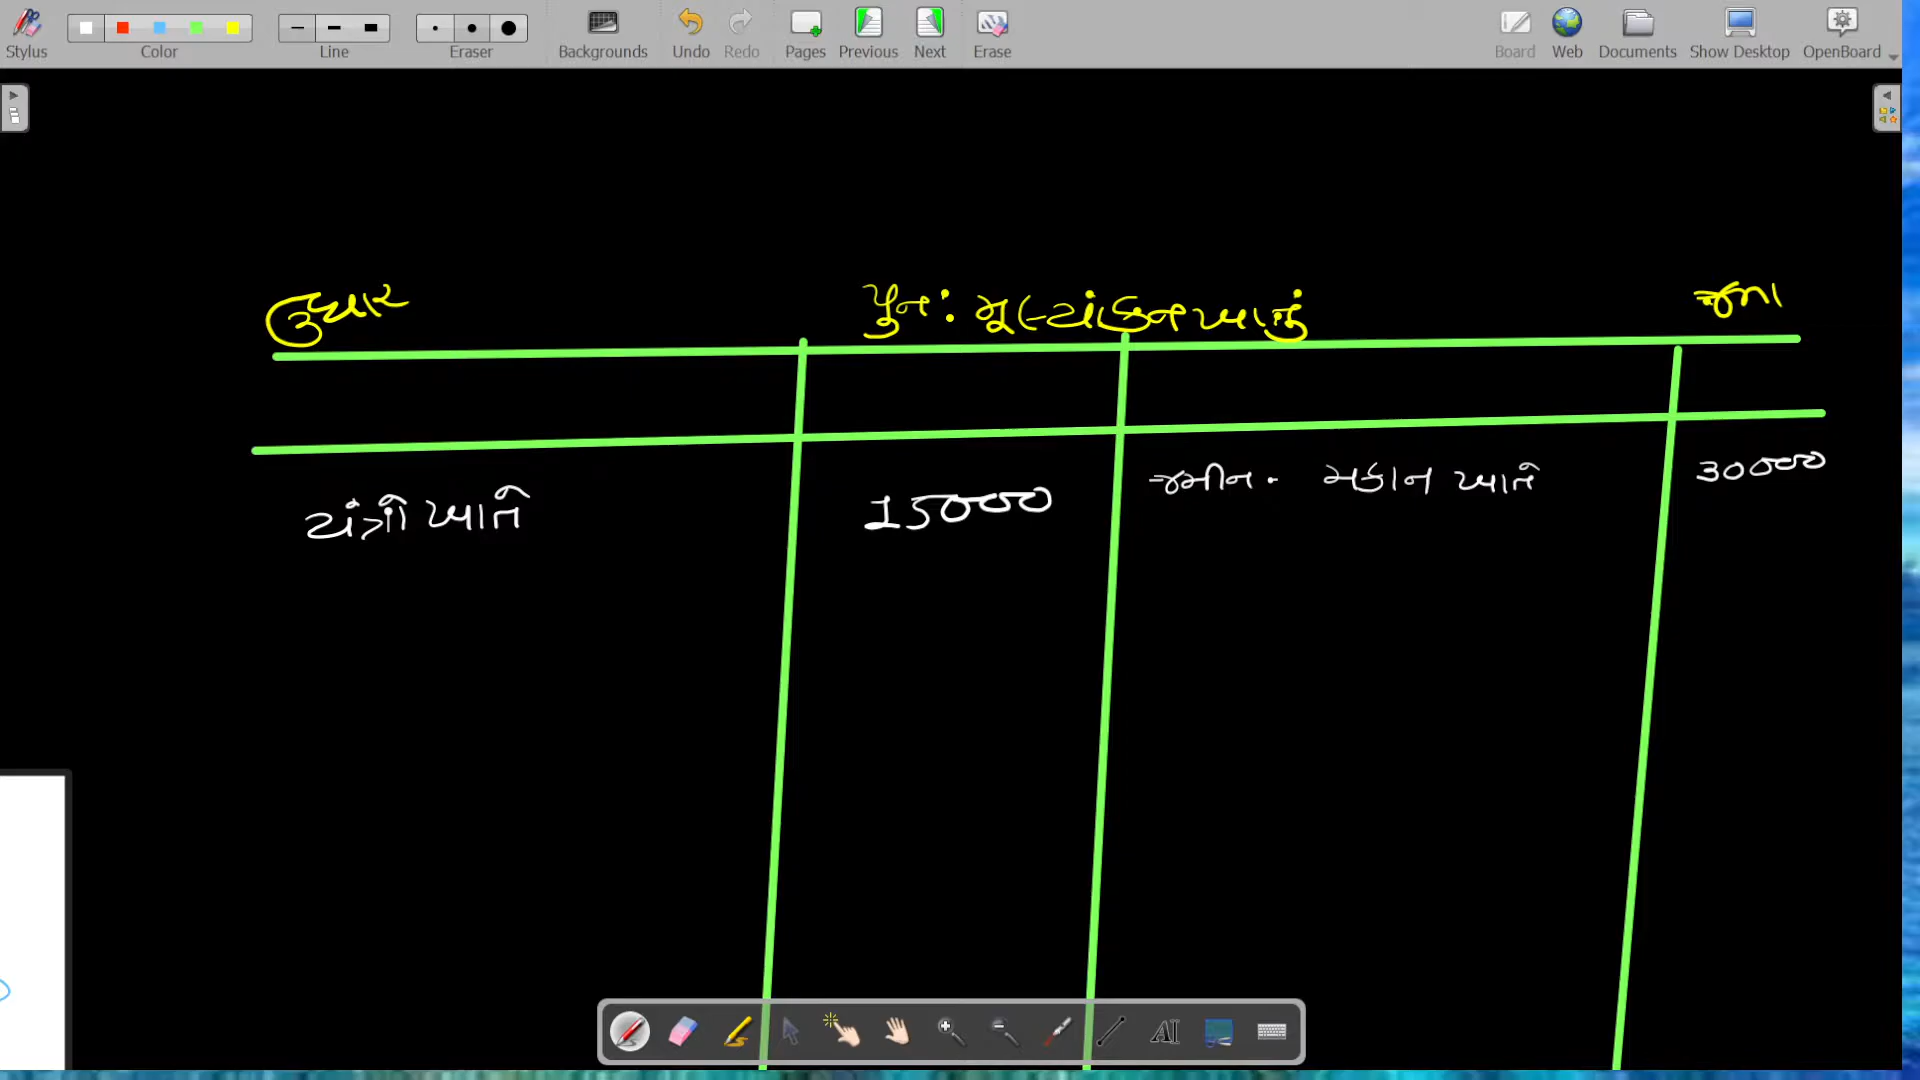 Stylus Color Line Eraser Backgrounds Undo Redo Pages Previous Next Erase Board Web Documents Show Desktop OpenBoard
ઉધાર પુન: મૂલ્યાંકન ખાતું જમા
યંત્રો ખાતે 15000 જમીન - મકાન ખાતે 30000